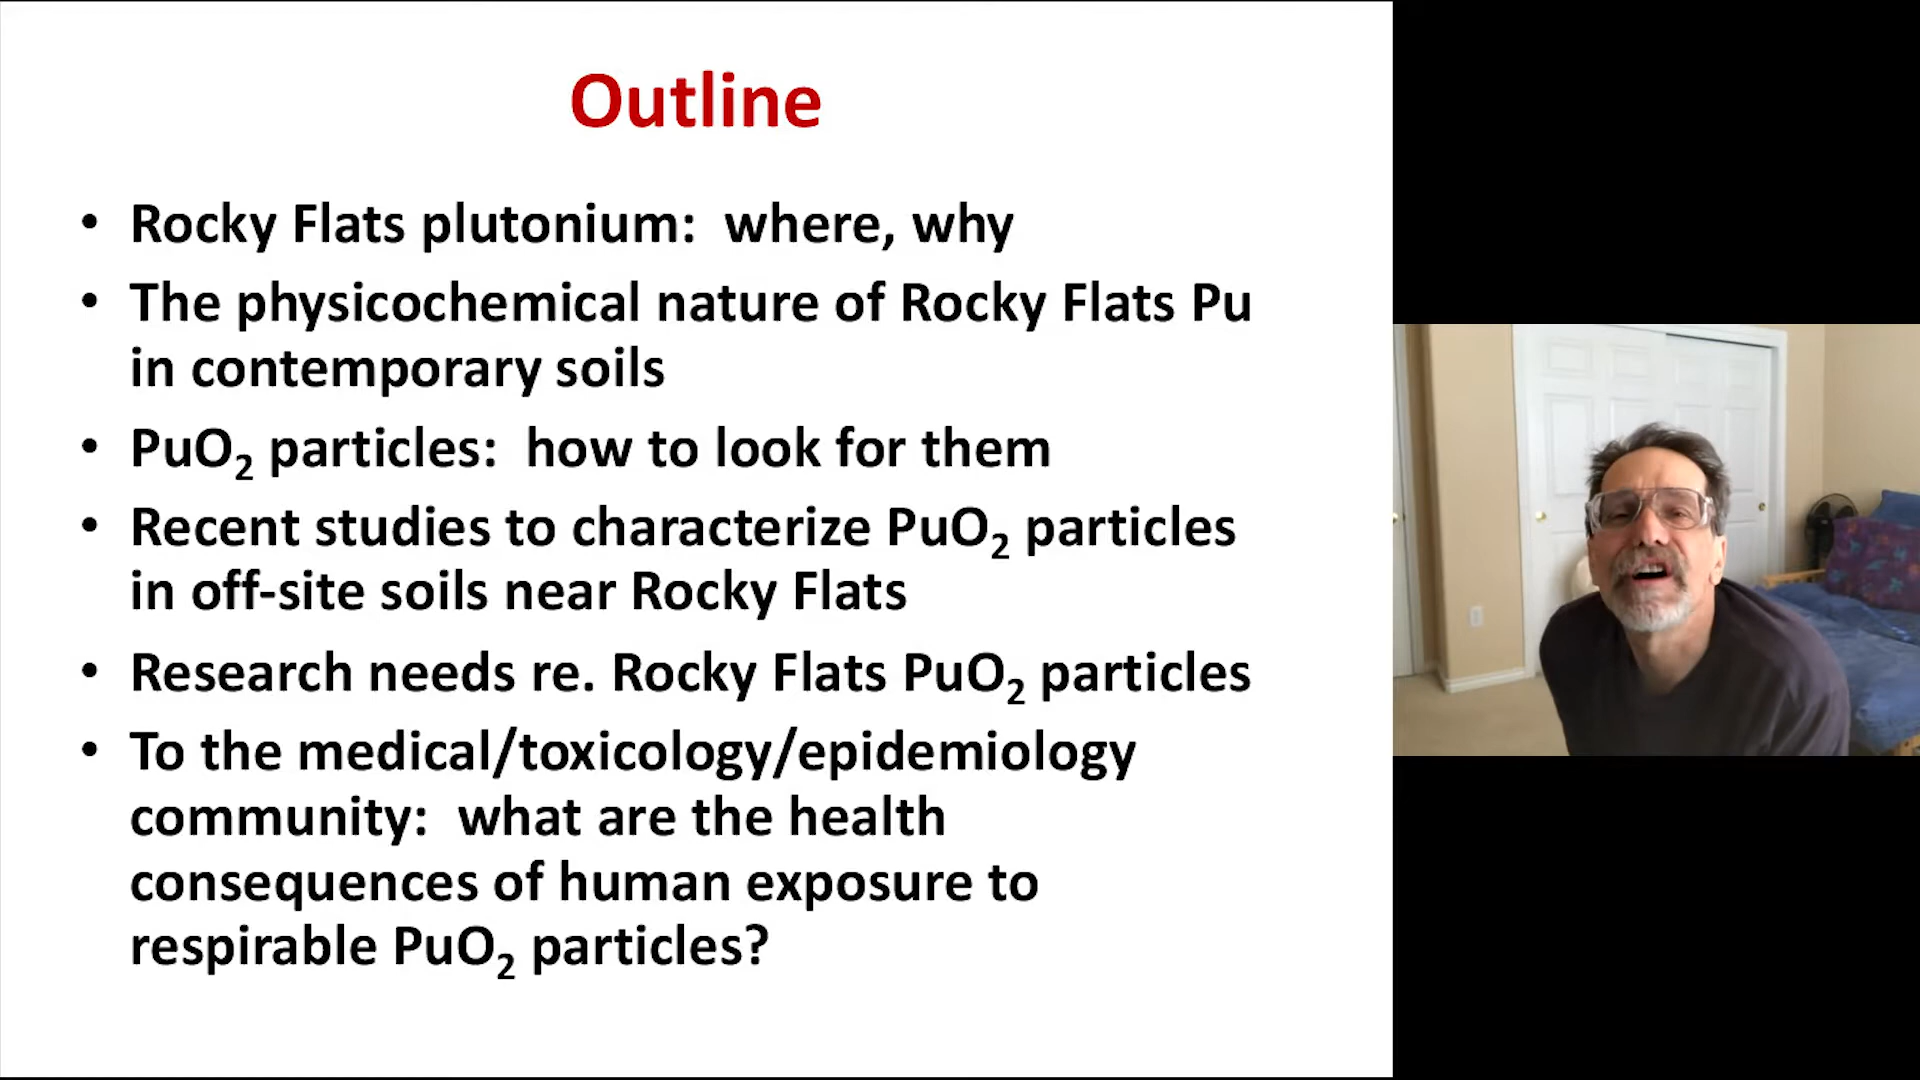 Outline
• Rocky Flats plutonium:  where, why
• The physicochemical nature of Rocky Flats Pu
in contemporary soils
• PuO₂ particles:  how to look for them
• Recent studies to characterize PuO₂ particles
in off-site soils near Rocky Flats
• Research needs re. Rocky Flats PuO₂ particles
• To the medical/toxicology/epidemiology
community:  what are the health
consequences of human exposure to
respirable PuO₂ particles?